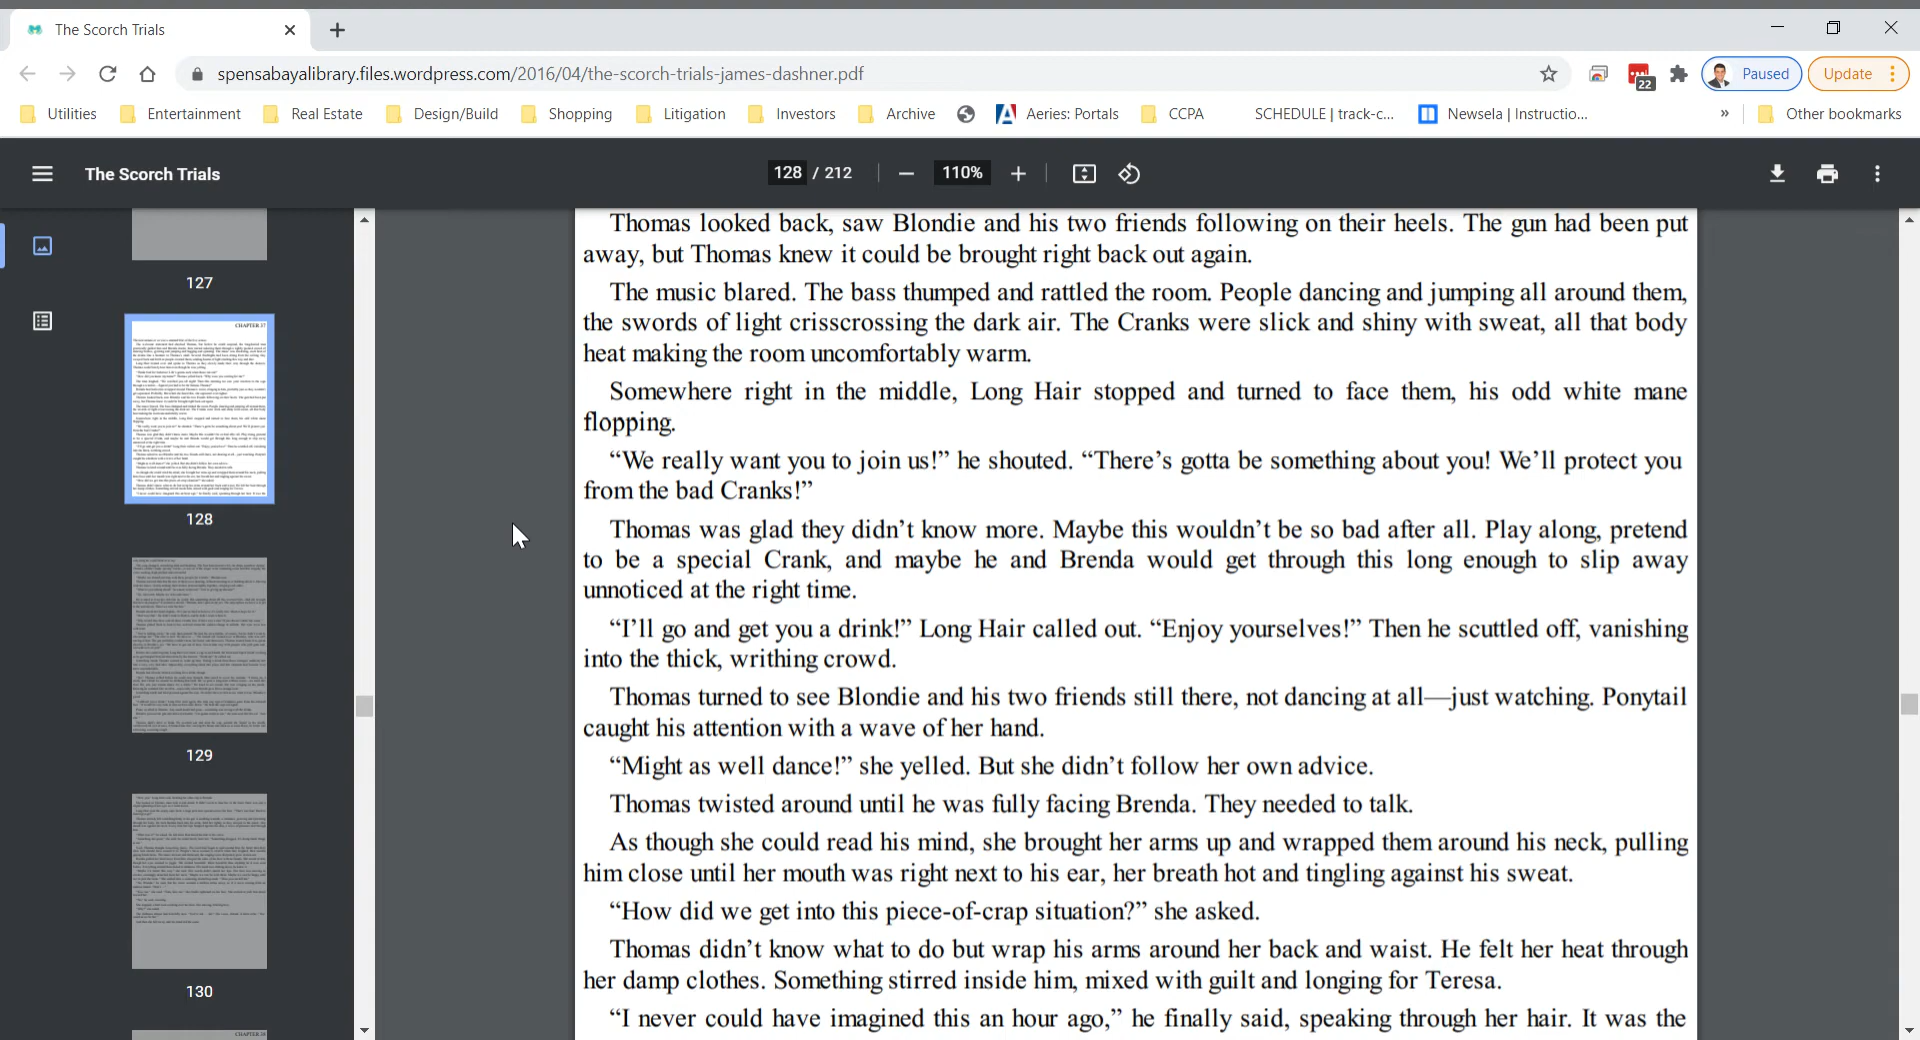 The Scorch Trials
spensabayalibrary.files.wordpress.com/2016/04/the-scorch-trials-james-dashner.pdf
22
Paused
Update
Utilities
Entertainment
Real Estate
Design/Build
Shopping
Litigation
Investors
Archive
Aeries: Portals
CCPA
SCHEDULE | track-c...
Newsela | Instructio...
»
Other bookmarks
The Scorch Trials
128 / 212
110%
127
CHAPTER 37
128
129
130
Thomas looked back, saw Blondie and his two friends following on their heels. The gun had been put
away, but Thomas knew it could be brought right back out again.
The music blared. The bass thumped and rattled the room. People dancing and jumping all around them,
the swords of light crisscrossing the dark air. The Cranks were slick and shiny with sweat, all that body
heat making the room uncomfortably warm.
Somewhere right in the middle, Long Hair stopped and turned to face them, his odd white mane
flopping.
“We really want you to join us!” he shouted. “There’s gotta be something about you! We’ll protect you
from the bad Cranks!”
Thomas was glad they didn’t know more. Maybe this wouldn’t be so bad after all. Play along, pretend
to be a special Crank, and maybe he and Brenda would get through this long enough to slip away
unnoticed at the right time.
“I’ll go and get you a drink!” Long Hair called out. “Enjoy yourselves!” Then he scuttled off, vanishing
into the thick, writhing crowd.
Thomas turned to see Blondie and his two friends still there, not dancing at all—just watching. Ponytail
caught his attention with a wave of her hand.
“Might as well dance!” she yelled. But she didn’t follow her own advice.
Thomas twisted around until he was fully facing Brenda. They needed to talk.
As though she could read his mind, she brought her arms up and wrapped them around his neck, pulling
him close until her mouth was right next to his ear, her breath hot and tingling against his sweat.
“How did we get into this piece-of-crap situation?” she asked.
Thomas didn’t know what to do but wrap his arms around her back and waist. He felt her heat through
her damp clothes. Something stirred inside him, mixed with guilt and longing for Teresa.
“I never could have imagined this an hour ago,” he finally said, speaking through her hair. It was the